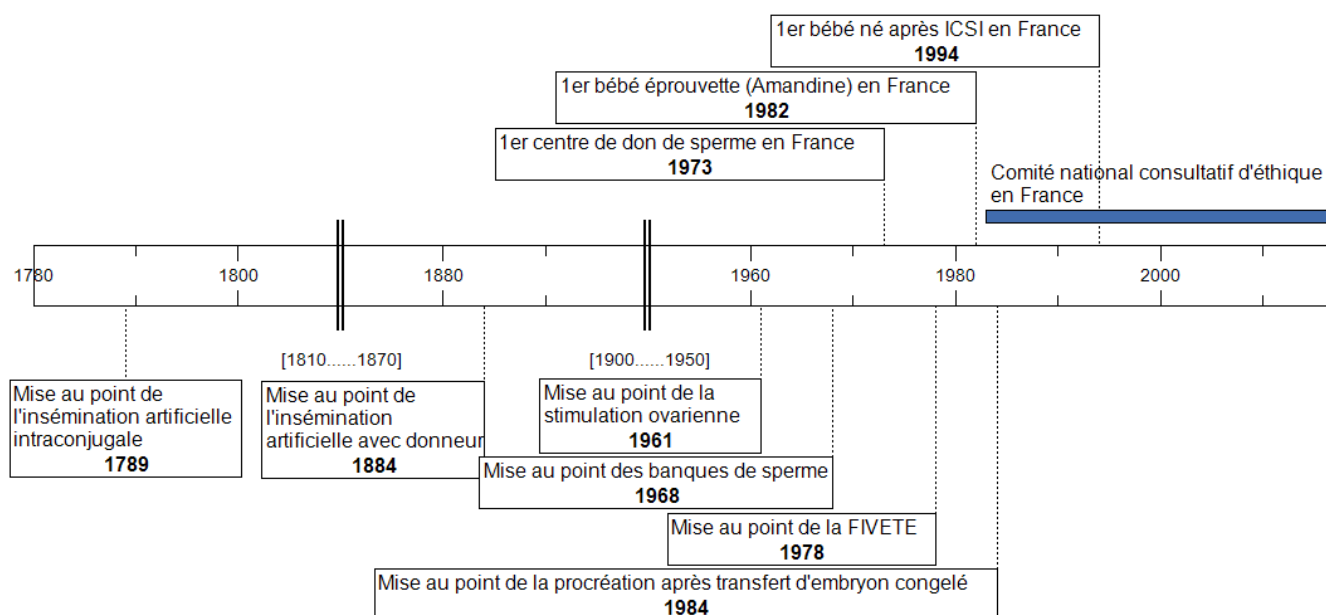 1er bébé né après ICSI en France
1994
1er bébé éprouvette (Amandine) en France
1982
1er centre de don de sperme en France
1973
Comité national consultatif d'éthique
en France
1780
1800
1880
1960
1980
2000
[1810......1870]
[1900......1950]
Mise au point de
l'insémination artificielle
intraconjugale
1789
Mise au point de
l'insémination
artificielle avec donneur
1884
Mise au point de la
stimulation ovarienne
1961
Mise au point des banques de sperme
1968
Mise au point de la FIVETE
1978
Mise au point de la procréation après transfert d'embryon congelé
1984